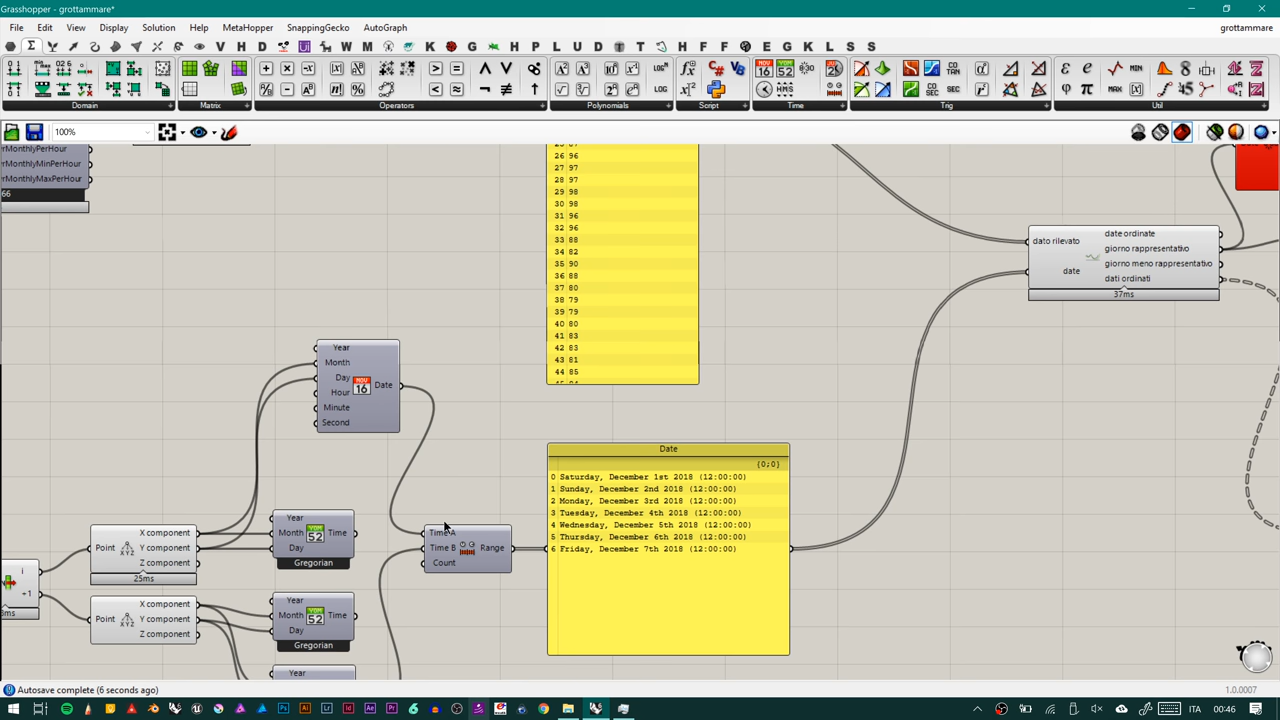 Grasshopper - grottammare*
File Edit View Display Solution Help MetaHopper SnappingGecko AutoGraph grottammare
Domain Matrix Operators Polynomials Script Time Trig Util
100%
rMonthlyPerHour
rMonthlyMinPerHour
rMonthlyMaxPerHour
66
26 96
27 97
28 97
29 98
30 98
31 96
32 96
33 88
34 82
35 90
36 88
37 80
38 79
39 79
40 80
41 83
42 83
43 81
44 85
dato rilevato
date
date ordinate
giorno rappresentativo
giorno meno rappresentativo
dati ordinati
37ms
Year
Month
Day
Hour
Minute
Second
Date
Date
{0;0}
0 Saturday, December 1st 2018 (12:00:00)
1 Sunday, December 2nd 2018 (12:00:00)
2 Monday, December 3rd 2018 (12:00:00)
3 Tuesday, December 4th 2018 (12:00:00)
4 Wednesday, December 5th 2018 (12:00:00)
5 Thursday, December 6th 2018 (12:00:00)
6 Friday, December 7th 2018 (12:00:00)
Time A
Time B
Count
Range
i
+1
Point
X component
Y component
Z component
25ms
Year
Month
Day
Time
Gregorian
Point
X component
Y component
Z component
Year
Month
Day
Time
Gregorian
Year
Autosave complete (6 seconds ago)
1.0.0007
ITA 00:46